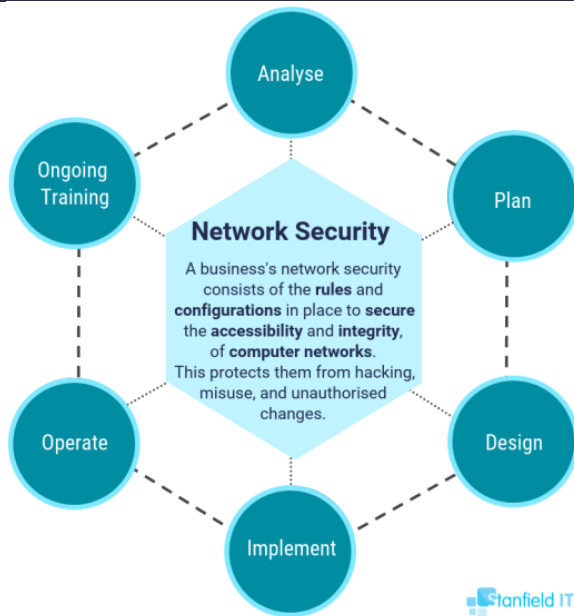 Analyse
Ongoing
Training
Plan
Network Security
A business's network security
consists of the rules and
configurations in place to secure
the accessibility and integrity,
of computer networks.
This protects them from hacking,
misuse, and unauthorised
changes.
Operate
Design
Implement
Stanfield IT